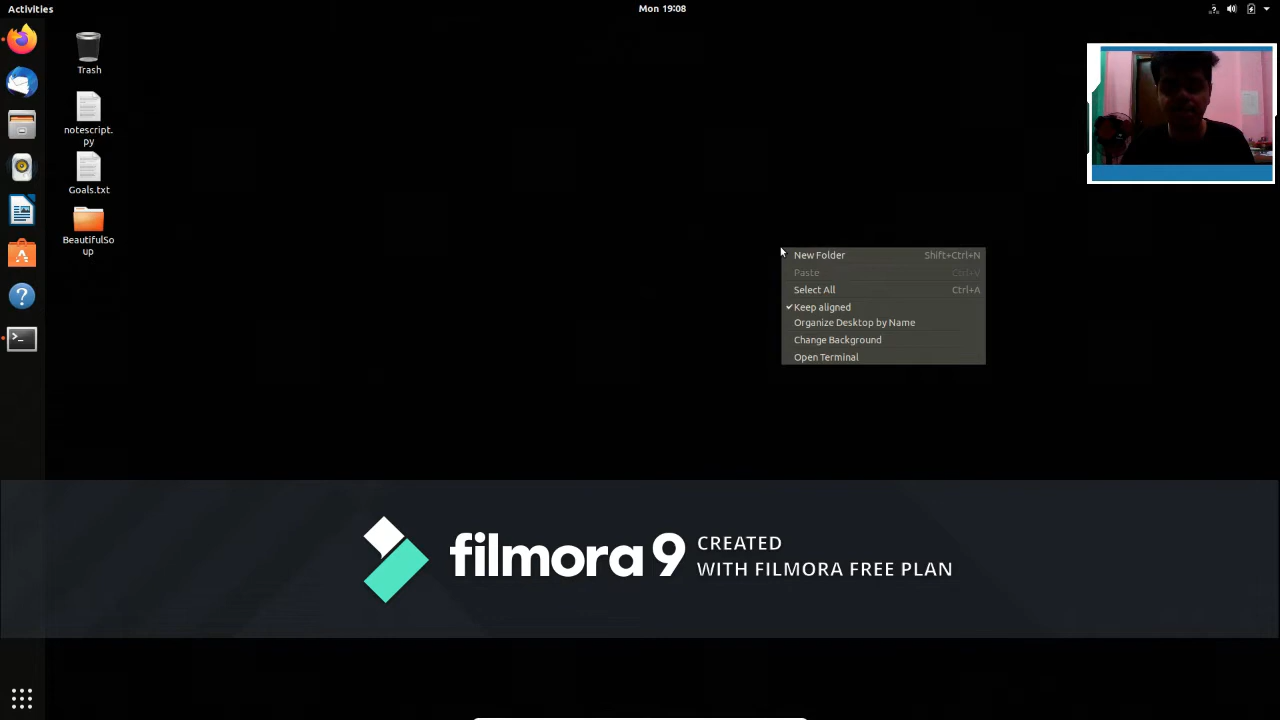 Activities
Mon 19:08
Trash
notescript.
py
Goals.txt
BeautifulSo
up
New Folder Shift+Ctrl+N
Paste Ctrl+V
Select All Ctrl+A
Keep aligned
Organize Desktop by Name
Change Background
Open Terminal
filmora 9
CREATED
WITH FILMORA FREE PLAN